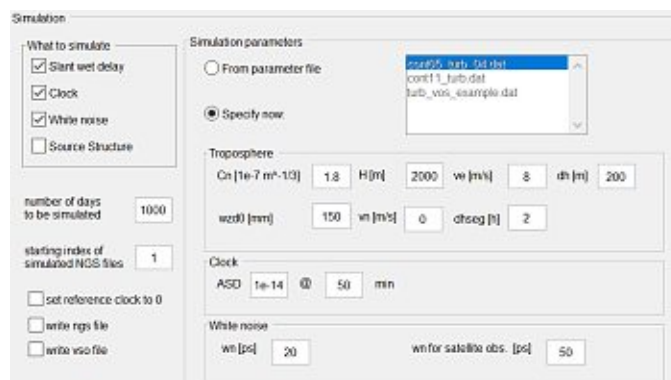 Simulation
What to simulate
Slant wet delay
Clock
White noise
Source Structure
number of days
to be simulated
1000
starting index of
simulated NGS files
1
set reference clock to 0
write ngs file
write vso file
Simulation parameters
From parameter file
cont05_turb_04.dat
cont11_turb.dat
turb_vos_example.dat
Specify now:
Troposphere
Cn [1e-7 m^-1/3] 1.8 H [m] 2000 ve [m/s] 8 dh [m] 200
wzd0 [mm] 150 vn [m/s] 0 dhseg [h] 2
Clock
ASD 1e-14 @ 50 min
White noise
wn [ps] 20 wn for satellite obs. [ps] 50